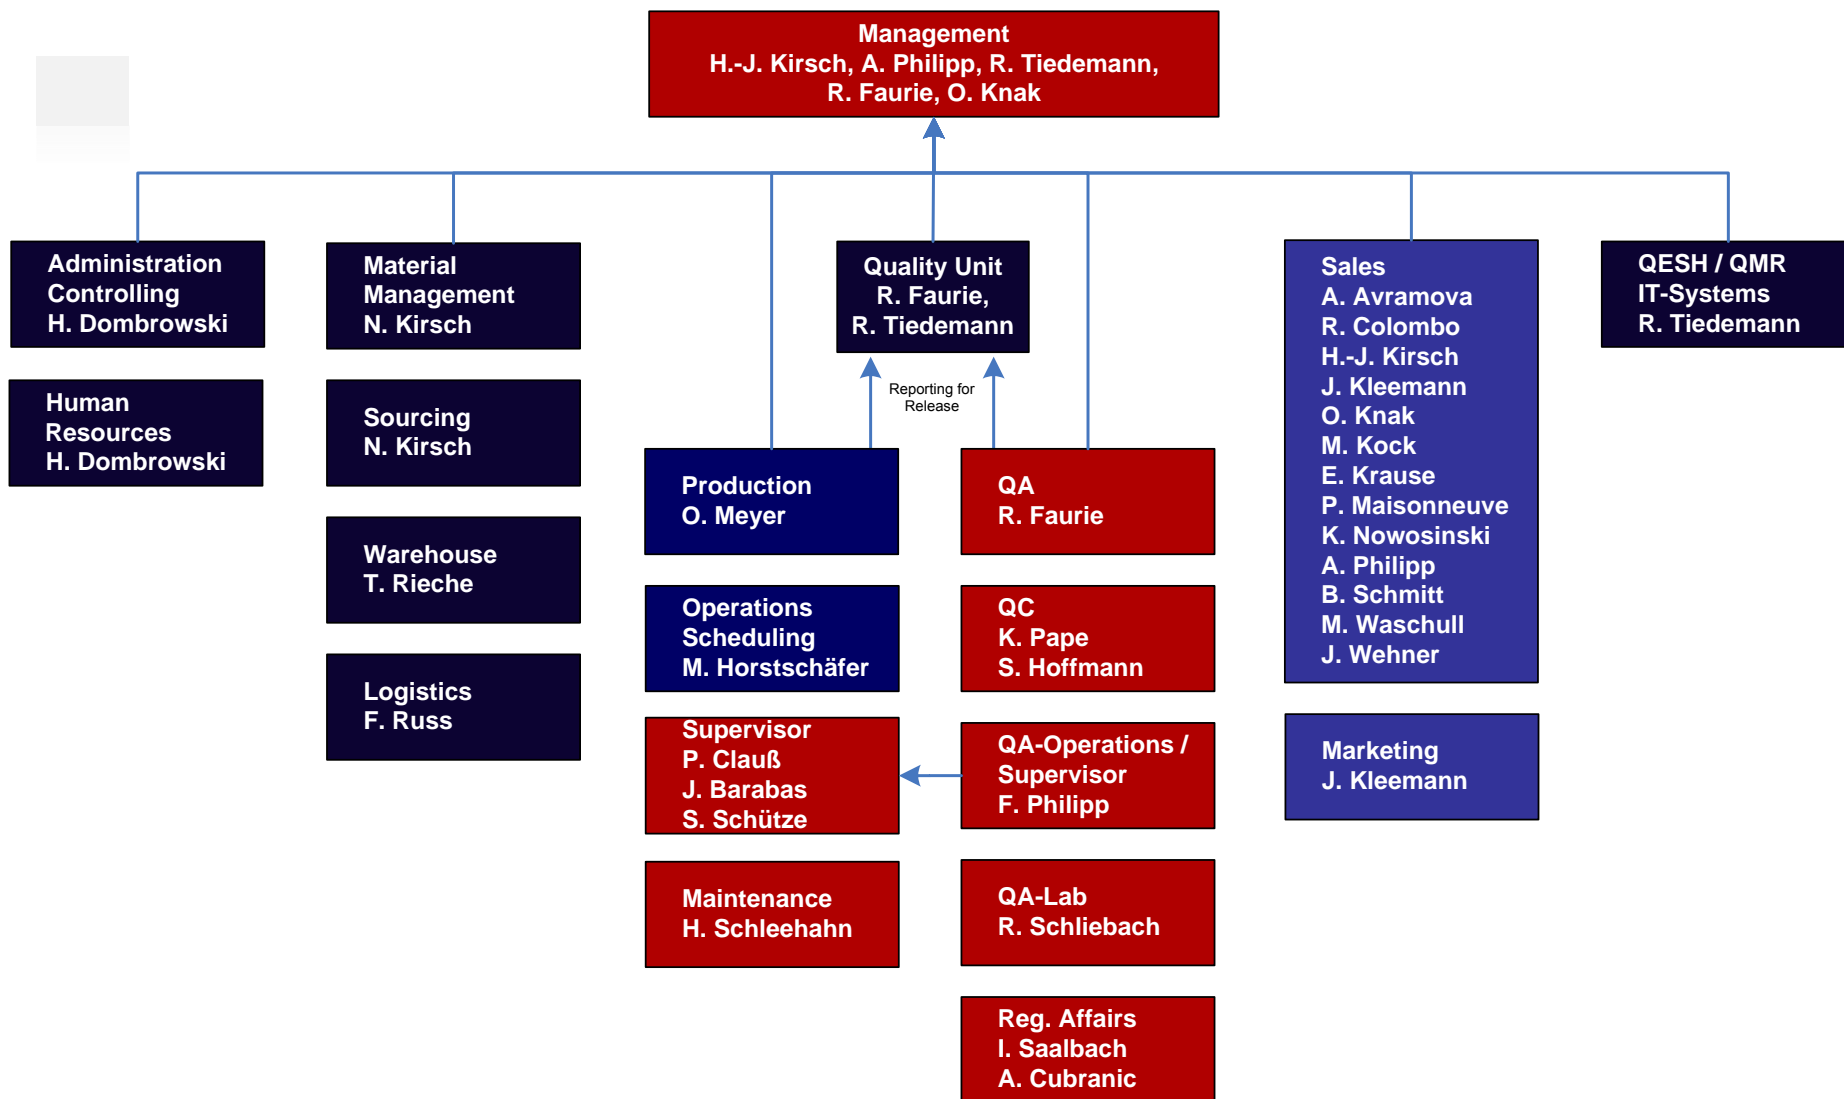 Management
H.-J. Kirsch, A. Philipp, R. Tiedemann,
R. Faurie, O. Knak
Administration
Controlling
H. Dombrowski
Human
Resources
H. Dombrowski
Material
Management
N. Kirsch
Sourcing
N. Kirsch
Warehouse
T. Rieche
Logistics
F. Russ
Quality Unit
R. Faurie,
R. Tiedemann
Reporting for
Release
Production
O. Meyer
Operations
Scheduling
M. Horstschäfer
Supervisor
P. Clauß
J. Barabas
S. Schütze
Maintenance
H. Schleehahn
QA
R. Faurie
QC
K. Pape
S. Hoffmann
QA-Operations /
Supervisor
F. Philipp
QA-Lab
R. Schliebach
Reg. Affairs
I. Saalbach
A. Cubranic
Sales
A. Avramova
R. Colombo
H.-J. Kirsch
J. Kleemann
O. Knak
M. Kock
E. Krause
P. Maisonneuve
K. Nowosinski
A. Philipp
B. Schmitt
M. Waschull
J. Wehner
Marketing
J. Kleemann
QESH / QMR
IT-Systems
R. Tiedemann